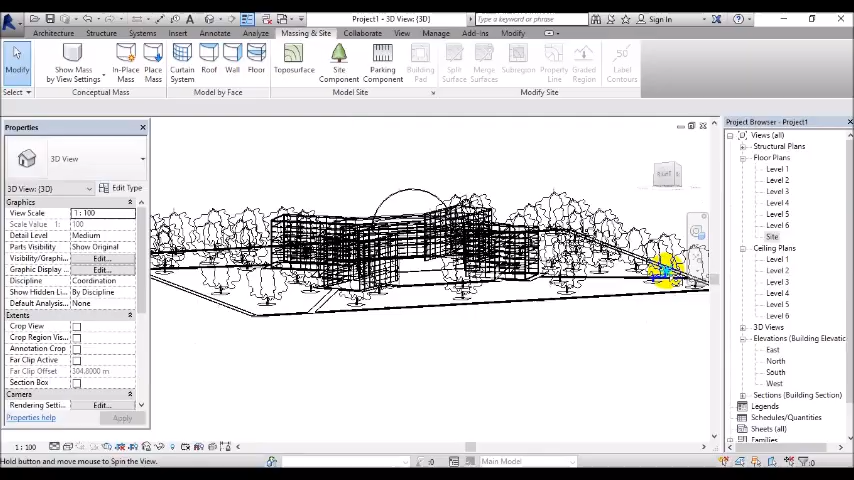 Project1 - 3D View: {3D}
Type a keyword or phrase
Sign In
Architecture Structure Systems Insert Annotate Analyze Massing & Site Collaborate View Manage Add-Ins Modify
Modify
Show Mass by View Settings
In-Place Mass
Place Mass
Curtain System
Roof
Wall
Floor
Toposurface
Site Component
Parking Component
Building Pad
Split Surface
Merge Surfaces
Subregion
Property Line
Graded Region
50
Label Contours
Select
Conceptual Mass
Model by Face
Model Site
Modify Site
Properties
3D View
3D View: {3D}
Edit Type
Graphics
View Scale 1 : 100
Scale Value 1: 100
Detail Level Medium
Parts Visibility Show Original
Visibility/Graphi... Edit...
Graphic Display ... Edit...
Discipline Coordination
Show Hidden Li... By Discipline
Default Analysis... None
Extents
Crop View
Crop Region Vis...
Annotation Crop
Far Clip Active
Far Clip Offset 304.8000 m
Section Box
Camera
Rendering Setti... Edit...
Properties help
Apply
Project Browser - Project1
Views (all)
Structural Plans
Floor Plans
Level 1
Level 2
Level 3
Level 4
Level 5
Level 6
Site
Ceiling Plans
Level 1
Level 2
Level 3
Level 4
Level 5
Level 6
3D Views
Elevations (Building Elevatic
East
North
South
West
Sections (Building Section)
Legends
Schedules/Quantities
Sheets (all)
Families
1 : 100
Hold button and move mouse to Spin the View.
:0
Main Model
:0